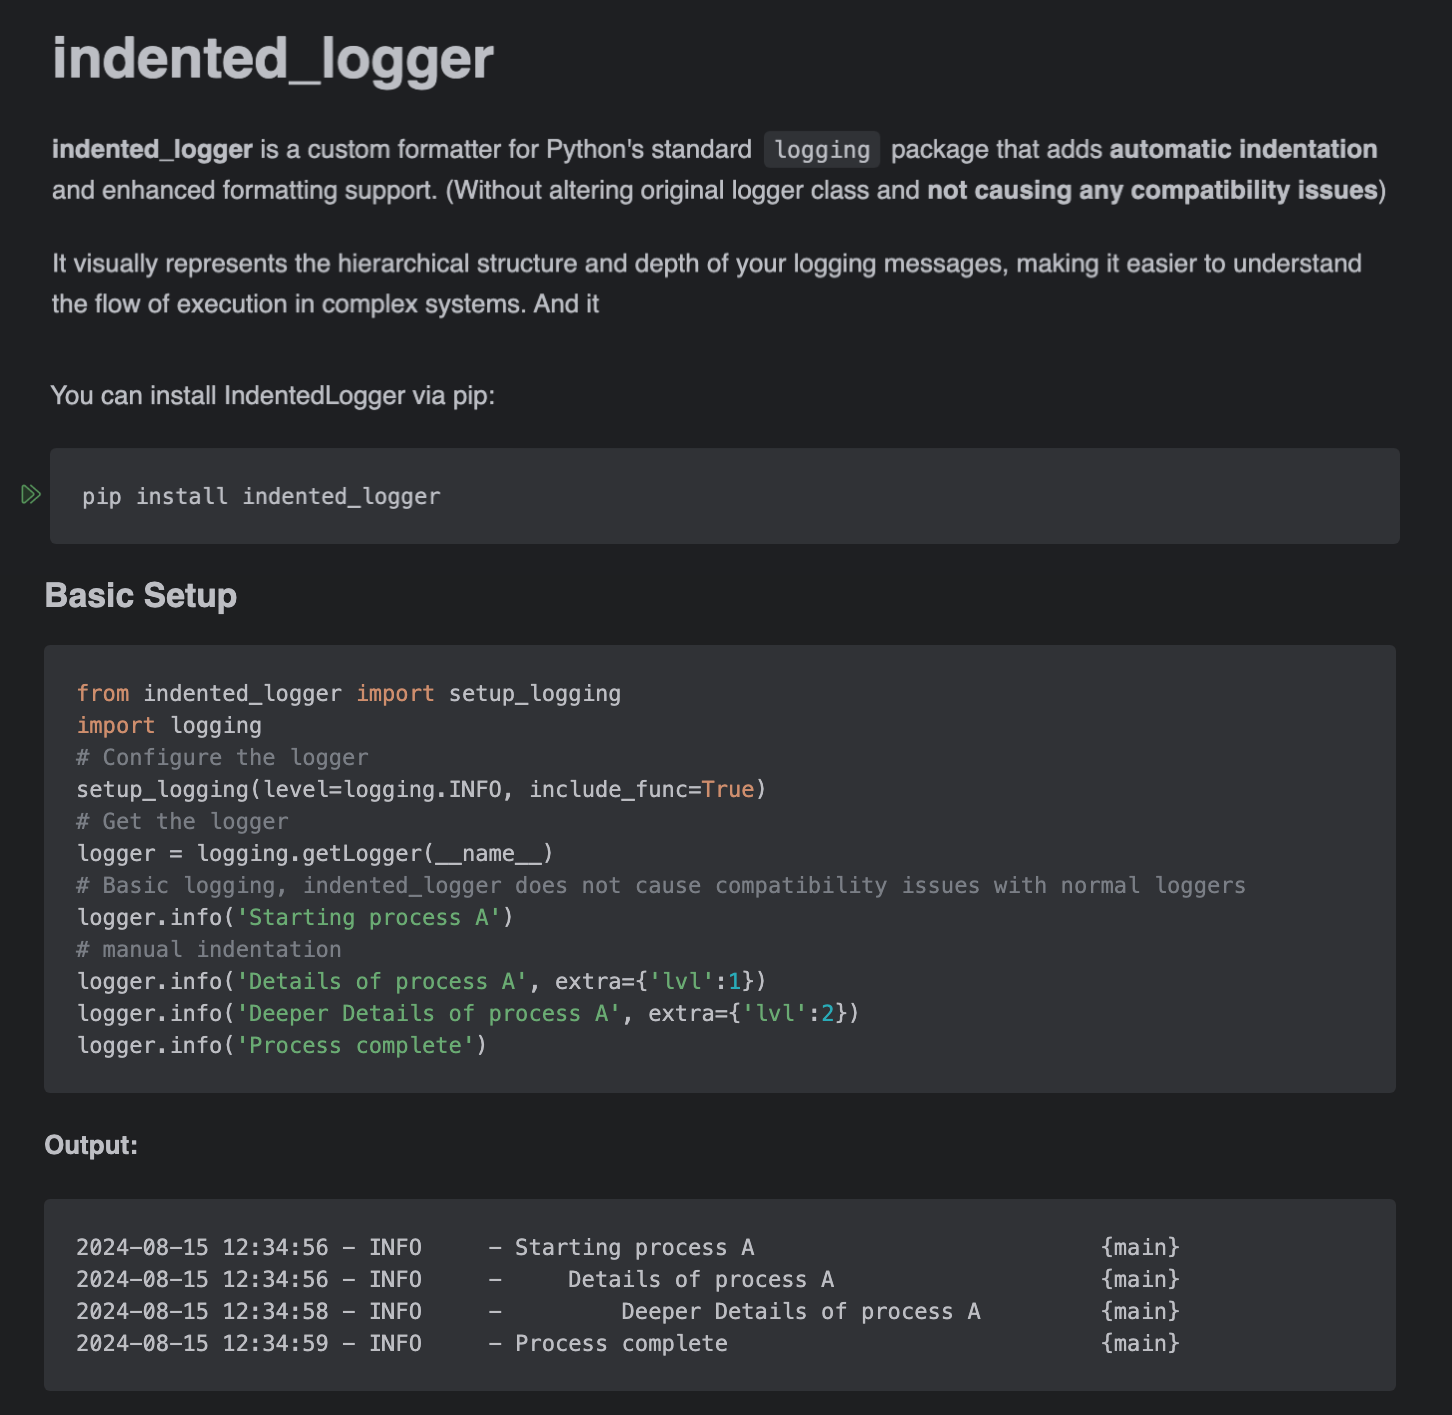 indented_logger
indented_logger is a custom formatter for Python's standard logging package that adds automatic indentation
and enhanced formatting support. (Without altering original logger class and not causing any compatibility issues)
It visually represents the hierarchical structure and depth of your logging messages, making it easier to understand
the flow of execution in complex systems. And it
You can install IndentedLogger via pip:
pip install indented_logger
Basic Setup
from indented_logger import setup_logging
import logging
# Configure the logger
setup_logging(level=logging.INFO, include_func=True)
# Get the logger
logger = logging.getLogger(__name__)
# Basic logging, indented_logger does not cause compatibility issues with normal loggers
logger.info('Starting process A')
# manual indentation
logger.info('Details of process A', extra={'lvl':1})
logger.info('Deeper Details of process A', extra={'lvl':2})
logger.info('Process complete')
Output:
2024-08-15 12:34:56 - INFO     - Starting process A                          {main}
2024-08-15 12:34:56 - INFO     -     Details of process A                    {main}
2024-08-15 12:34:58 - INFO     -         Deeper Details of process A         {main}
2024-08-15 12:34:59 - INFO     - Process complete                            {main}